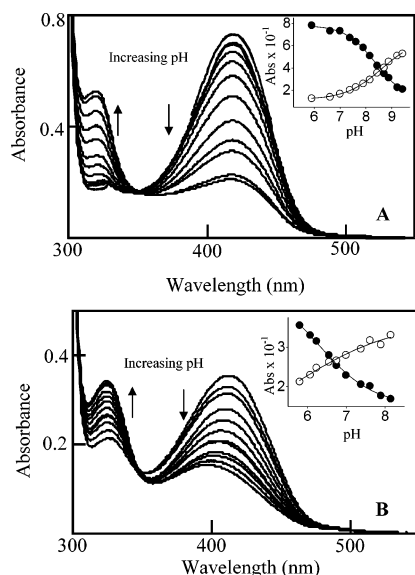 0.8
Absorbance
0.4
Increasing pH
8
6
4
2
Abs x 10⁻¹
6 7 8 9
pH
A
300 400 500
Wavelength (nm)
Absorbance
0.4
0.2
Increasing pH
3
2
Abs x 10⁻¹
6 7 8
pH
B
300 400 500
Wavelength (nm)